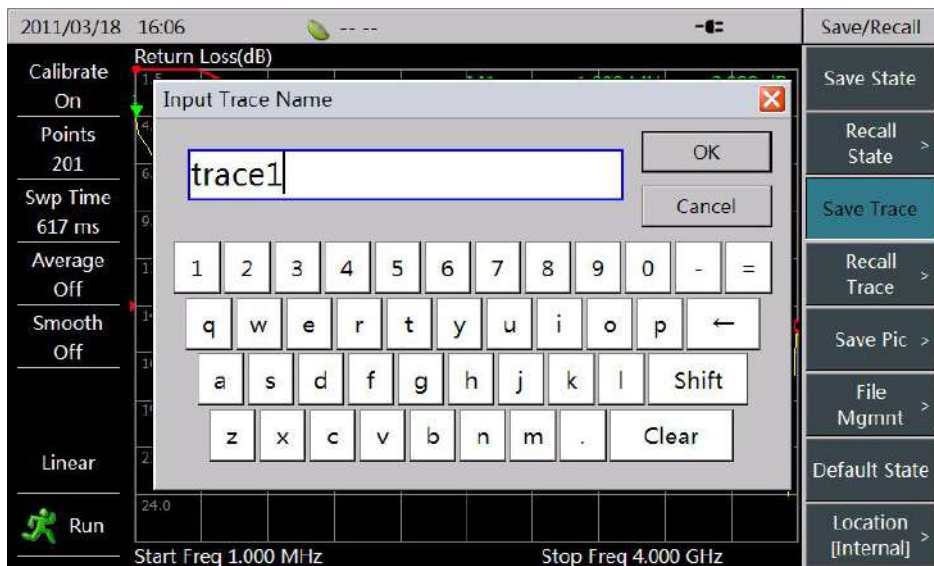 2011/03/18 16:06 -- --
Save/Recall
Calibrate
On
Points
201
Swp Time
617 ms
Average
Off
Smooth
Off
Linear
Run
Return Loss(dB)
Input Trace Name
trace1
OK
Cancel
1 2 3 4 5 6 7 8 9 0 - =
q w e r t y u i o p ←
a s d f g h j k l Shift
z x c v b n m . Clear
24.0
Start Freq 1.000 MHz Stop Freq 4.000 GHz
Save State
Recall
State >
Save Trace
Recall
Trace >
Save Pic >
File
Mgmnt >
Default State
Location
[Internal] >